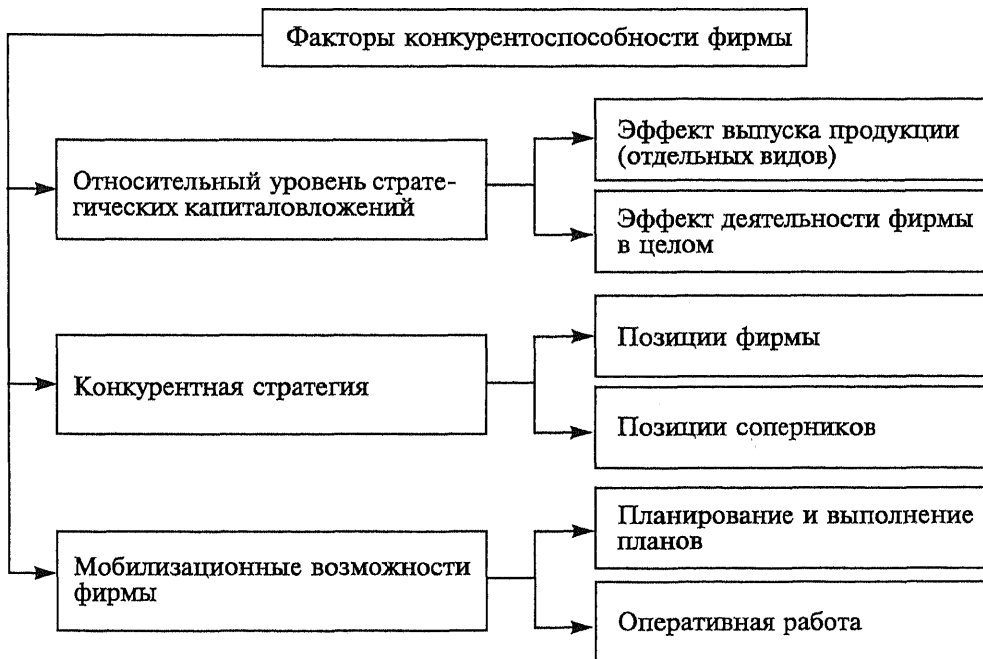 Факторы конкурентоспособности фирмы
Относительный уровень страте-
гических капиталовложений
Эффект выпуска продукции
(отдельных видов)
Эффект деятельности фирмы
в целом
Конкурентная стратегия
Позиции фирмы
Позиции соперников
Мобилизационные возможности
фирмы
Планирование и выполнение
планов
Оперативная работа